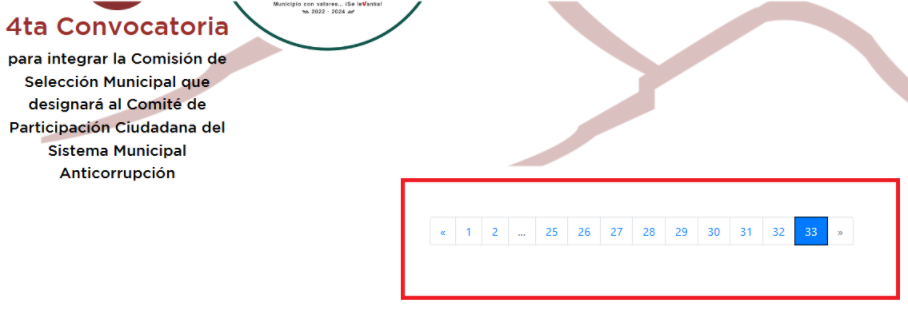 Municipio con valores... ¡Se leVanta!
2022 - 2024
4ta Convocatoria
para integrar la Comisión de
Selección Municipal que
designará al Comité de
Participación Ciudadana del
Sistema Municipal
Anticorrupción
« 1 2 ... 25 26 27 28 29 30 31 32 33 »